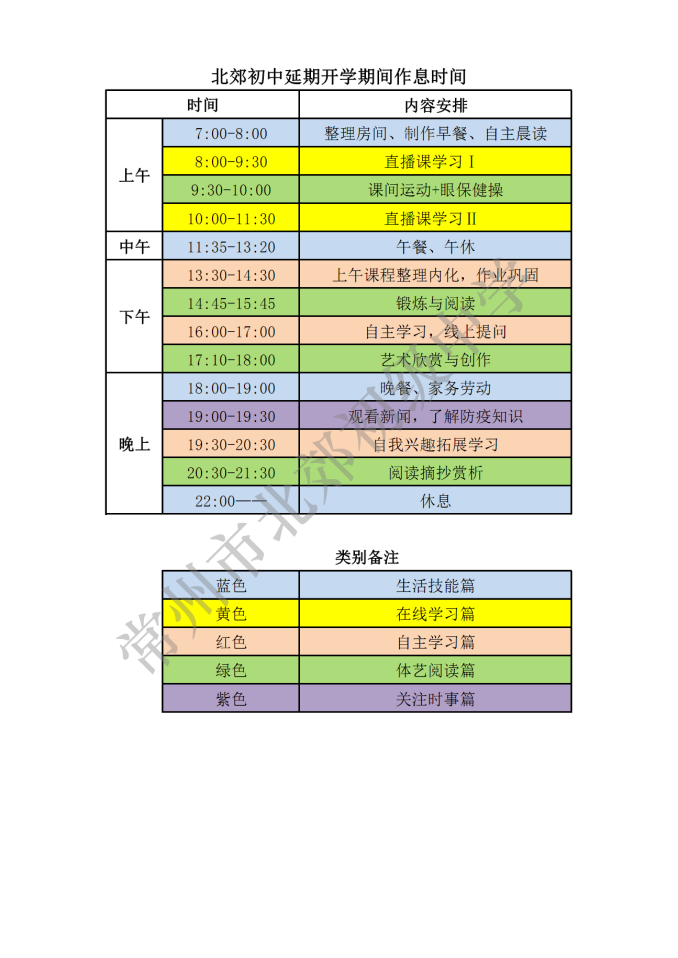 北郊初中延期开学期间作息时间
时间 内容安排
上午
7:00-8:00 整理房间、制作早餐、自主晨读
8:00-9:30 直播课学习Ⅰ
9:30-10:00 课间运动+眼保健操
10:00-11:30 直播课学习Ⅱ
中午 11:35-13:20 午餐、午休
下午
13:30-14:30 上午课程整理内化，作业巩固
14:45-15:45 锻炼与阅读
16:00-17:00 自主学习，线上提问
17:10-18:00 艺术欣赏与创作
晚上
18:00-19:00 晚餐、家务劳动
19:00-19:30 观看新闻，了解防疫知识
19:30-20:30 自我兴趣拓展学习
20:30-21:30 阅读摘抄赏析
22:00—— 休息
类别备注
蓝色 生活技能篇
黄色 在线学习篇
红色 自主学习篇
绿色 体艺阅读篇
紫色 关注时事篇
常州市北郊初级中学